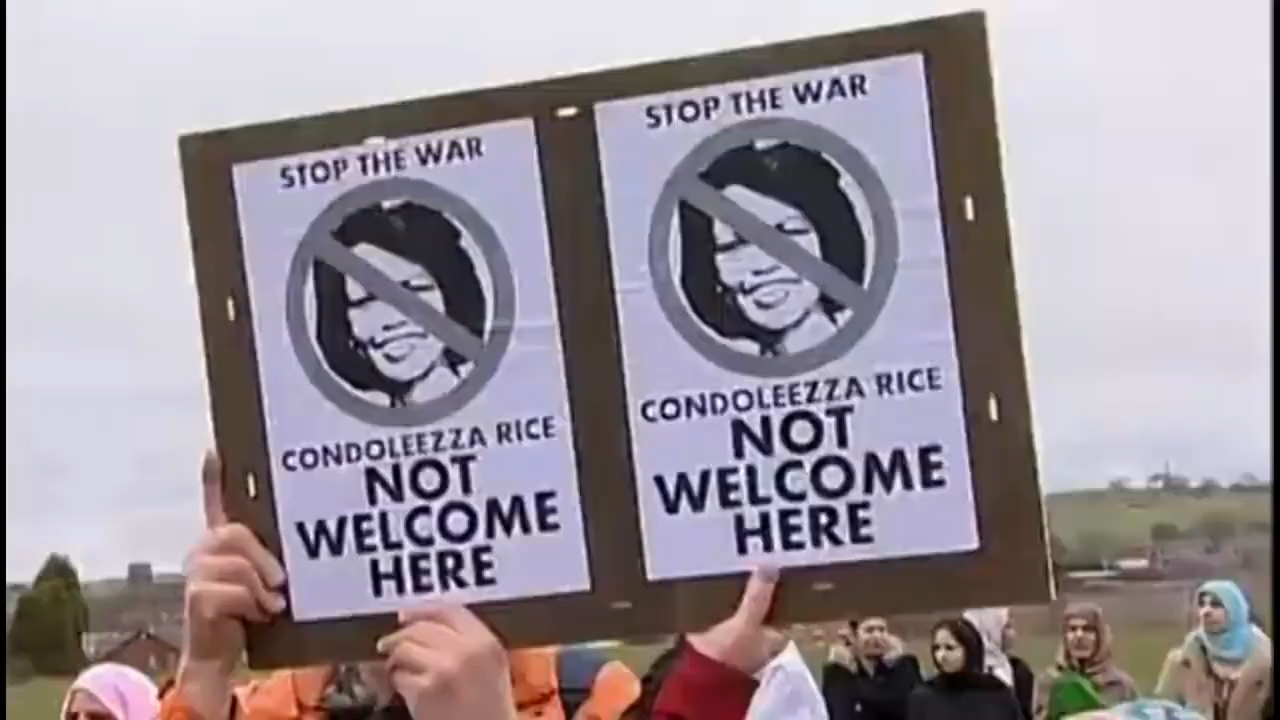 STOP THE WAR
CONDOLEEZZA RICE
NOT
WELCOME
HERE
STOP THE WAR
CONDOLEEZZA RICE
NOT
WELCOME
HERE